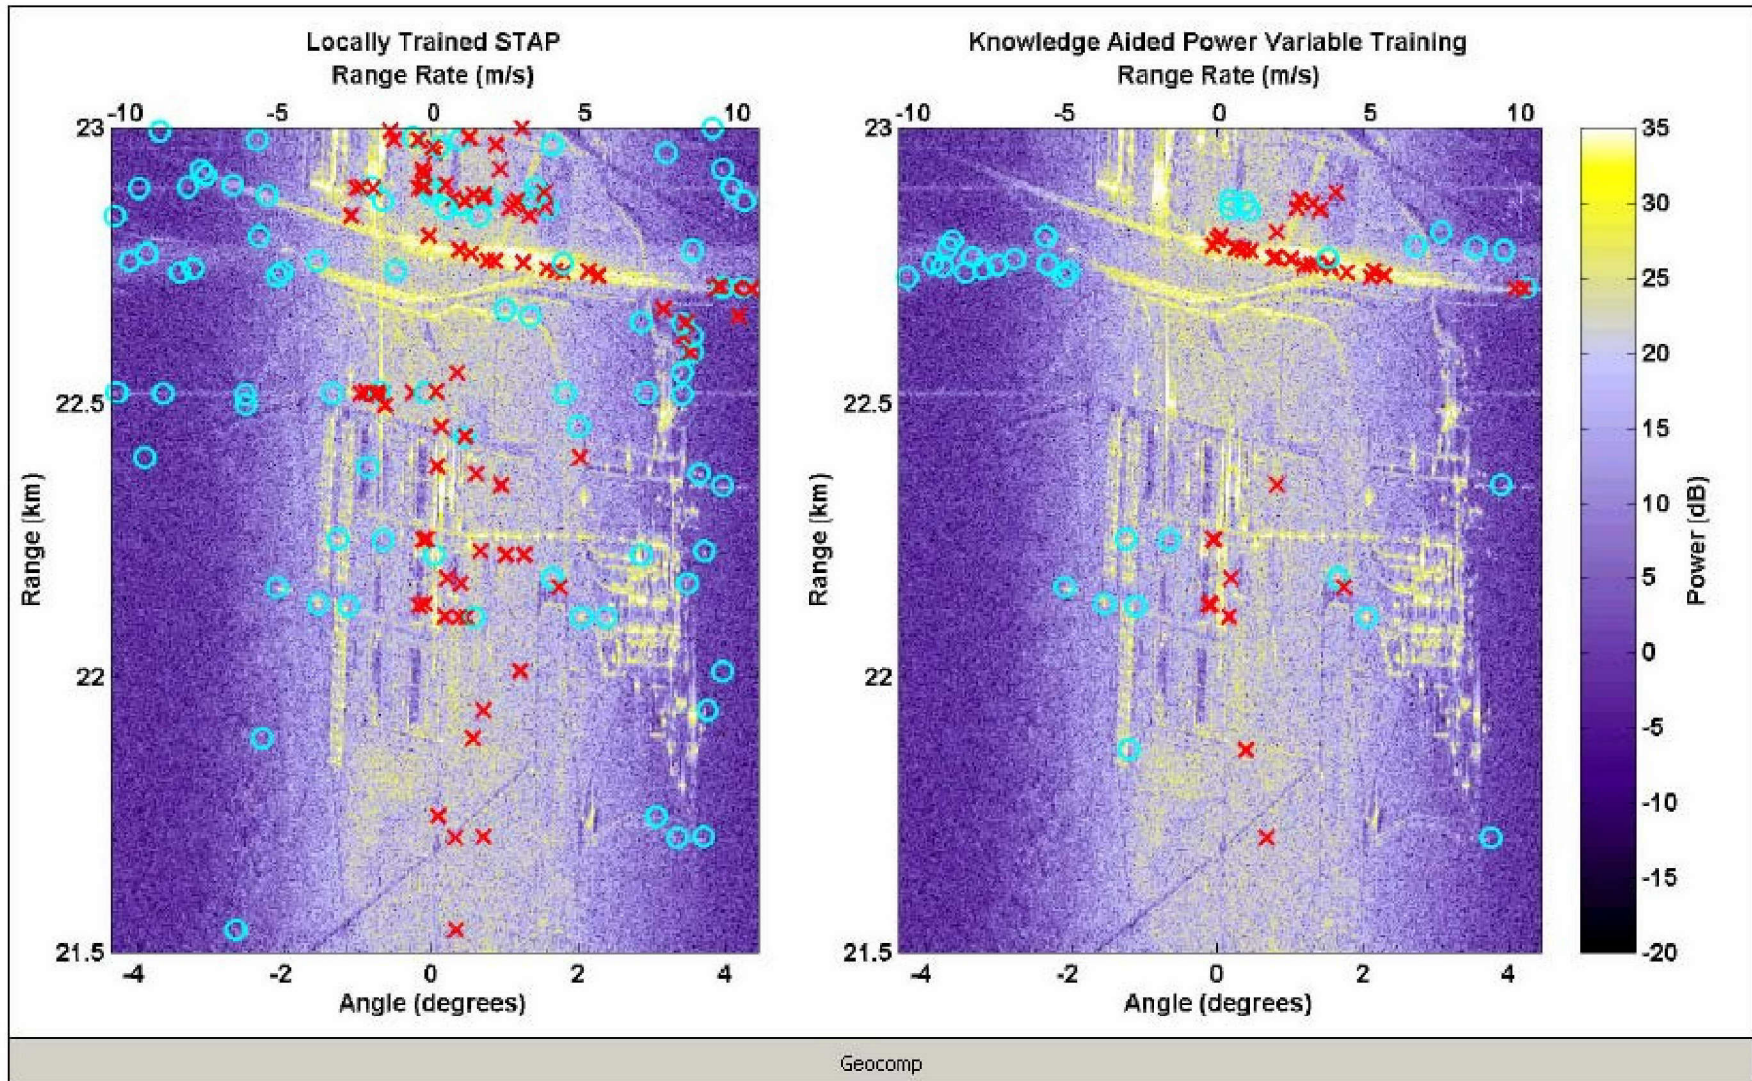 Locally Trained STAP
Range Rate (m/s)
-10 -5 0 5 10
23
22.5
22
21.5
Range (km)
-4 -2 0 2 4
Angle (degrees)
Knowledge Aided Power Variable Training
Range Rate (m/s)
-10 -5 0 5 10
23
22.5
22
21.5
Range (km)
-4 -2 0 2 4
Angle (degrees)
35
30
25
20
15
10
5
0
-5
-10
-15
-20
Power (dB)
Geocomp